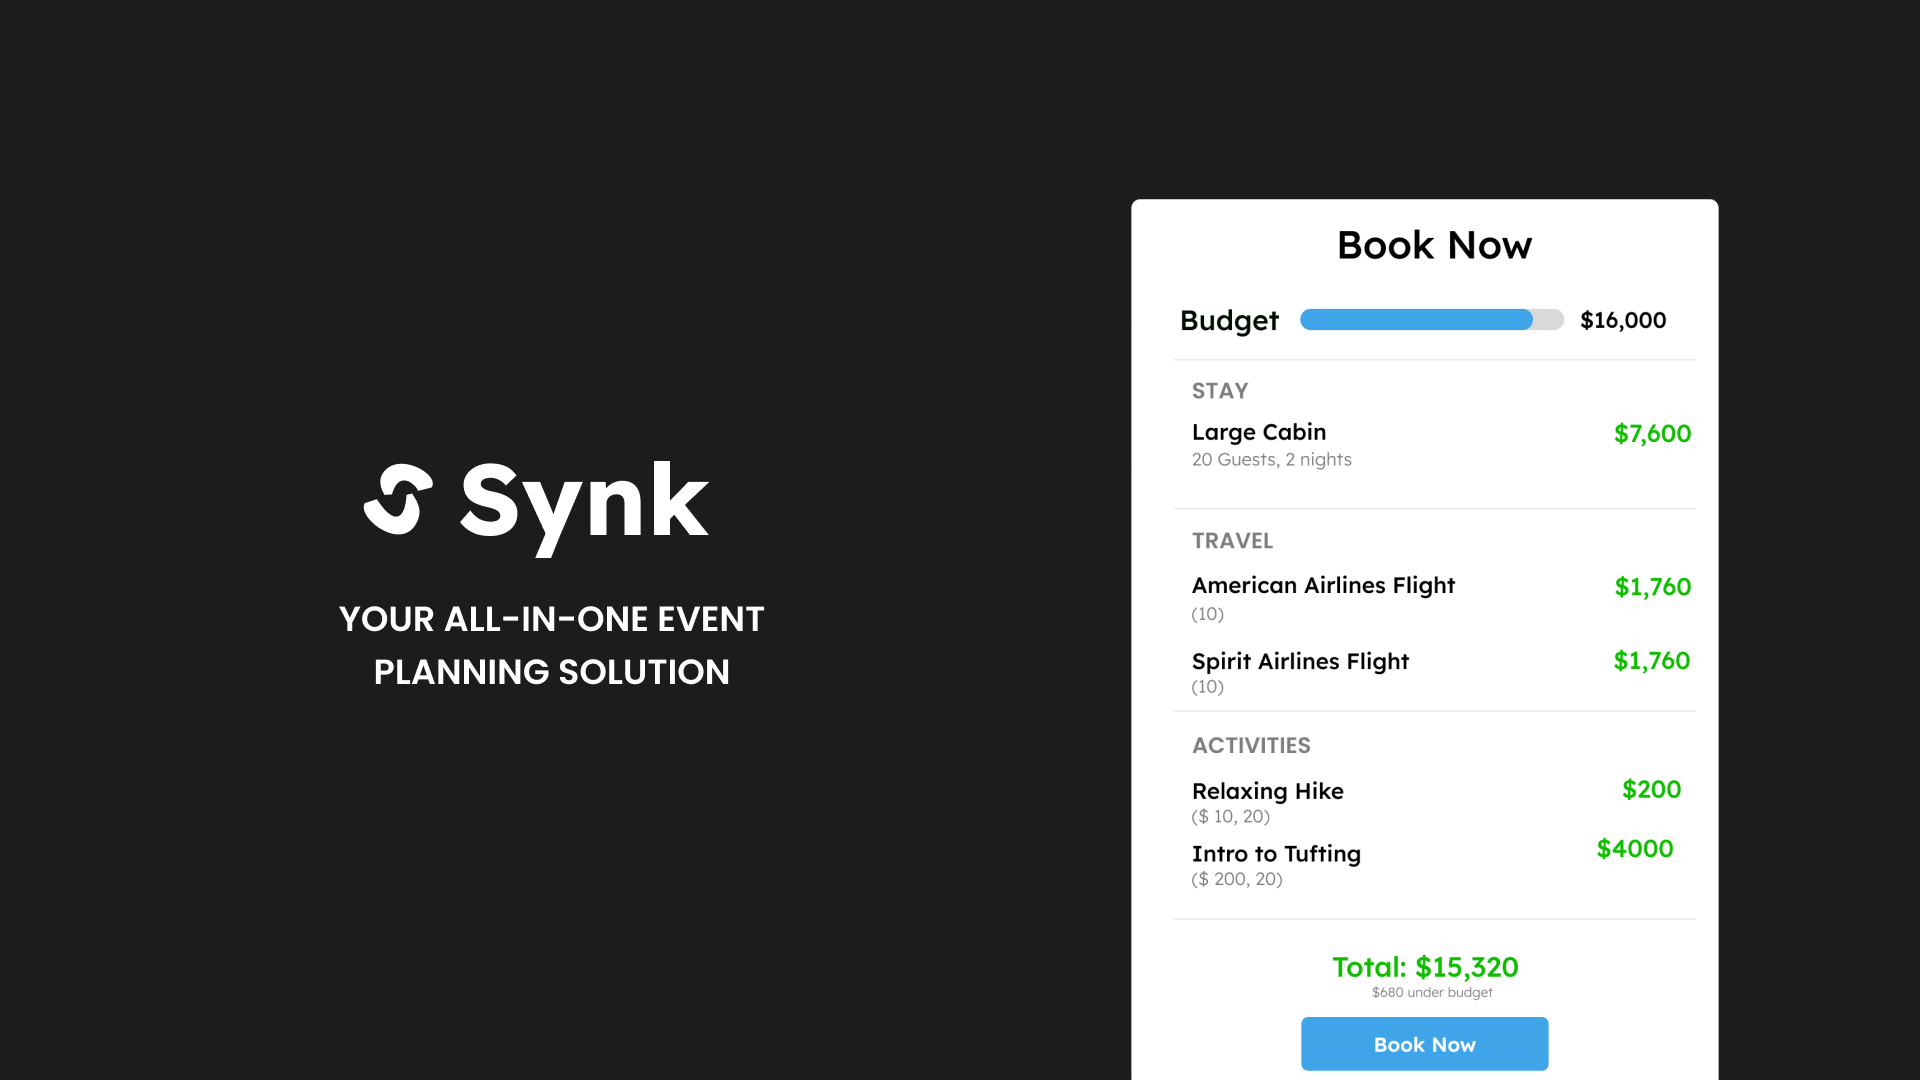 Synk
YOUR ALL-IN-ONE EVENT
PLANNING SOLUTION
Book Now
Budget $16,000
STAY
Large Cabin $7,600
20 Guests, 2 nights
TRAVEL
American Airlines Flight $1,760
(10)
Spirit Airlines Flight $1,760
(10)
ACTIVITIES
Relaxing Hike $200
($ 10, 20)
Intro to Tufting $4000
($ 200, 20)
Total: $15,320
$680 under budget
Book Now